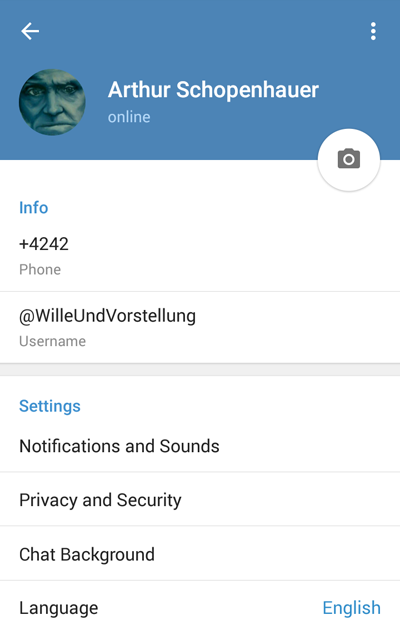 Arthur Schopenhauer
online
Info
+4242
Phone
@WilleUndVorstellung
Username
Settings
Notifications and Sounds
Privacy and Security
Chat Background
Language English